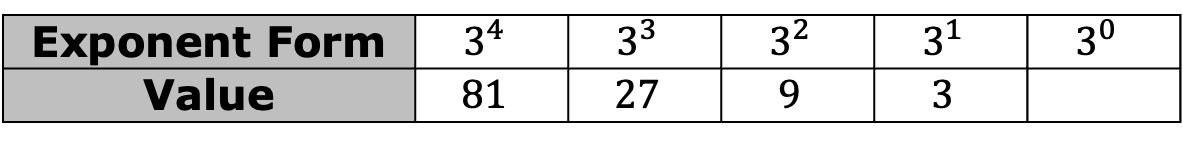 Exponent Form 3⁴ 3³ 3² 3¹ 3⁰
Value 81 27 9 3